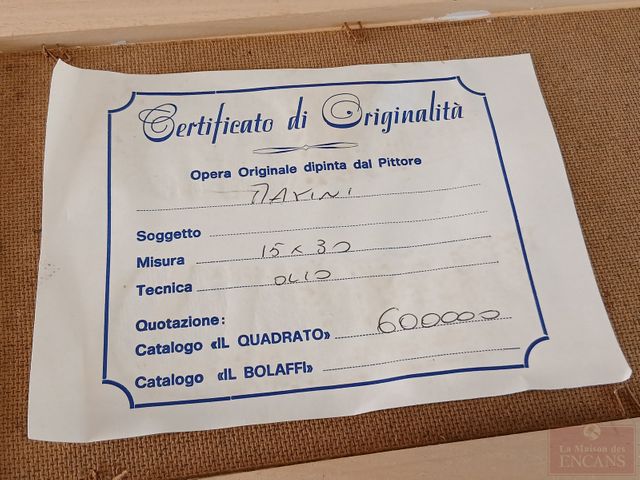 Certificato di Originalità
Opera Originale dipinta dal Pittore
Soggetto
Misura 15 x 30
Tecnica OLIO
Quotazione:
Catalogo «IL QUADRATO» 600000
Catalogo «IL BOLAFFI»
La Maison des
ENCANS